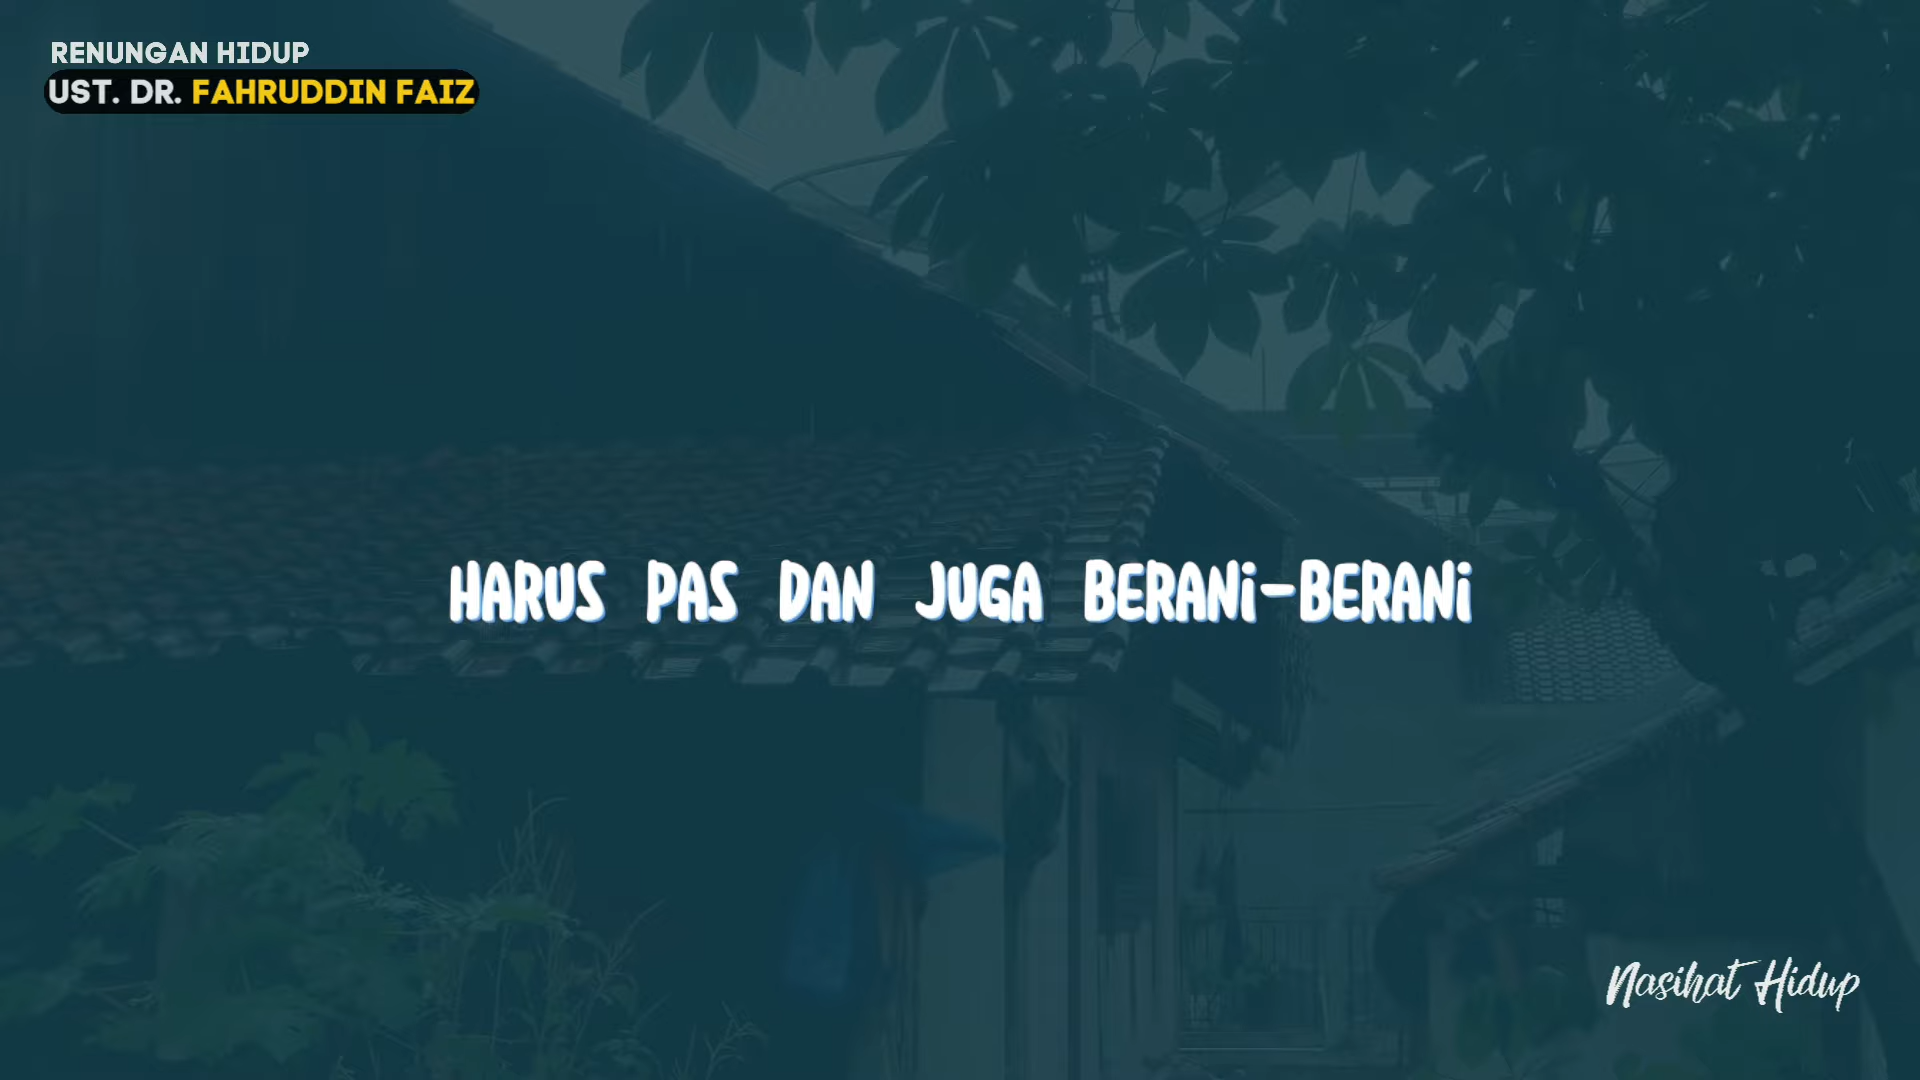 RENUNGAN HIDUP
UST. DR. FAHRUDDIN FAIZ
HARUS PAS DAN JUGA BERANi-BERANi
Nasihat Hidup